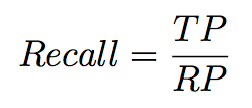 Recall = TP / RP